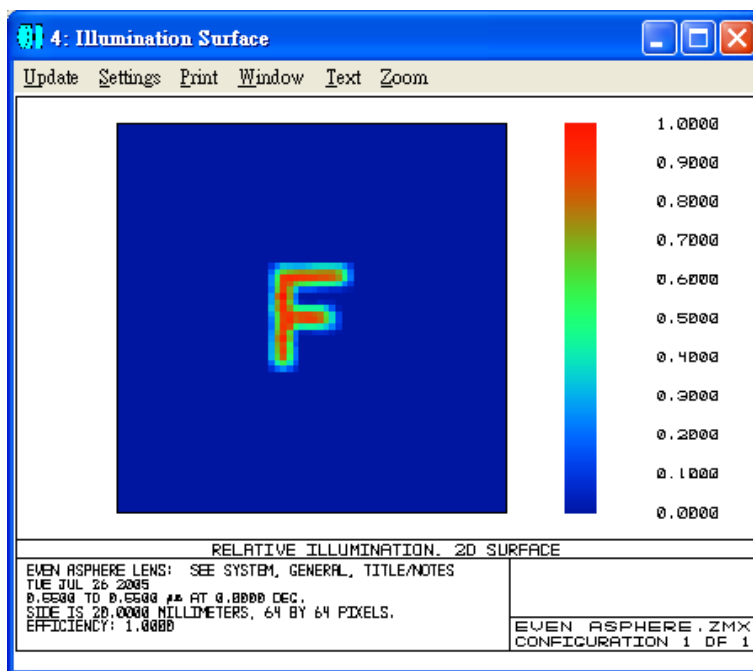 4: Illumination Surface
Update Settings Print Window Text Zoom
F
1.0000
0.9000
0.8000
0.7000
0.6000
0.5000
0.4000
0.3000
0.2000
0.1000
0.0000
RELATIVE ILLUMINATION. 2D SURFACE
EVEN ASPHERE LENS: SEE SYSTEM, GENERAL, TITLE/NOTES
TUE JUL 26 2005
0.5500 TO 0.5500 µm AT 0.0000 DEG.
SIDE IS 20.0000 MILLIMETERS, 64 BY 64 PIXELS.
EFFICIENCY: 1.0000
EVEN ASPHERE.ZMX
CONFIGURATION 1 OF 1